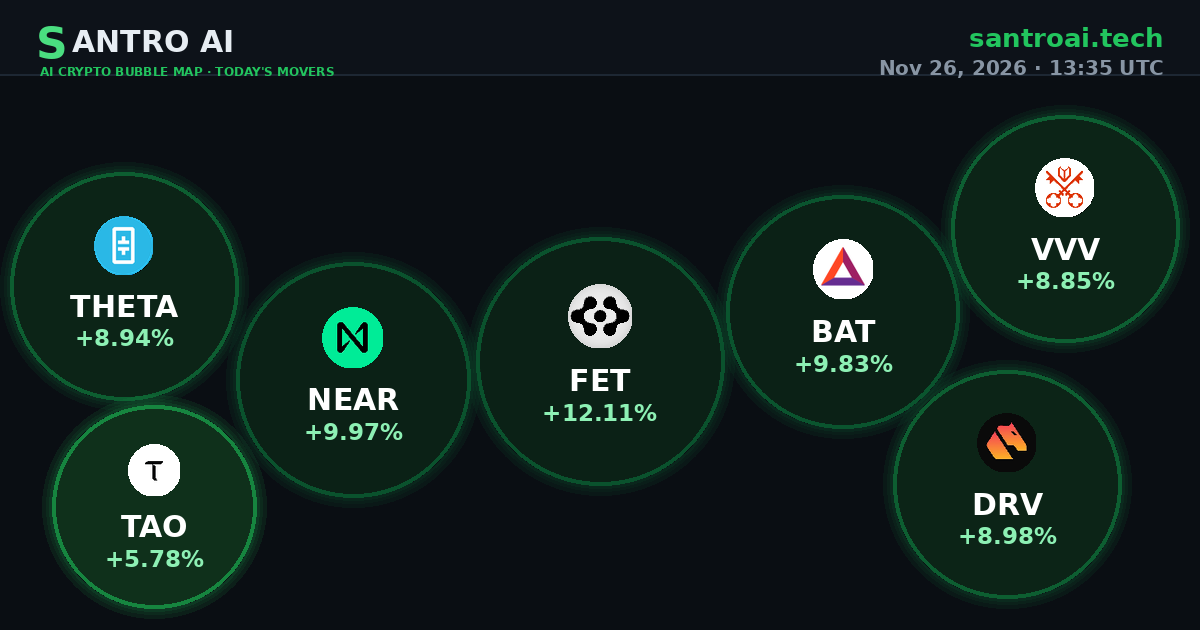 SANTRO AI
AI CRYPTO BUBBLE MAP · TODAY'S MOVERS
santroai.tech
Nov 26, 2026 · 13:35 UTC
THETA
+8.94%
TAO
+5.78%
NEAR
+9.97%
FET
+12.11%
BAT
+9.83%
VVV
+8.85%
DRV
+8.98%